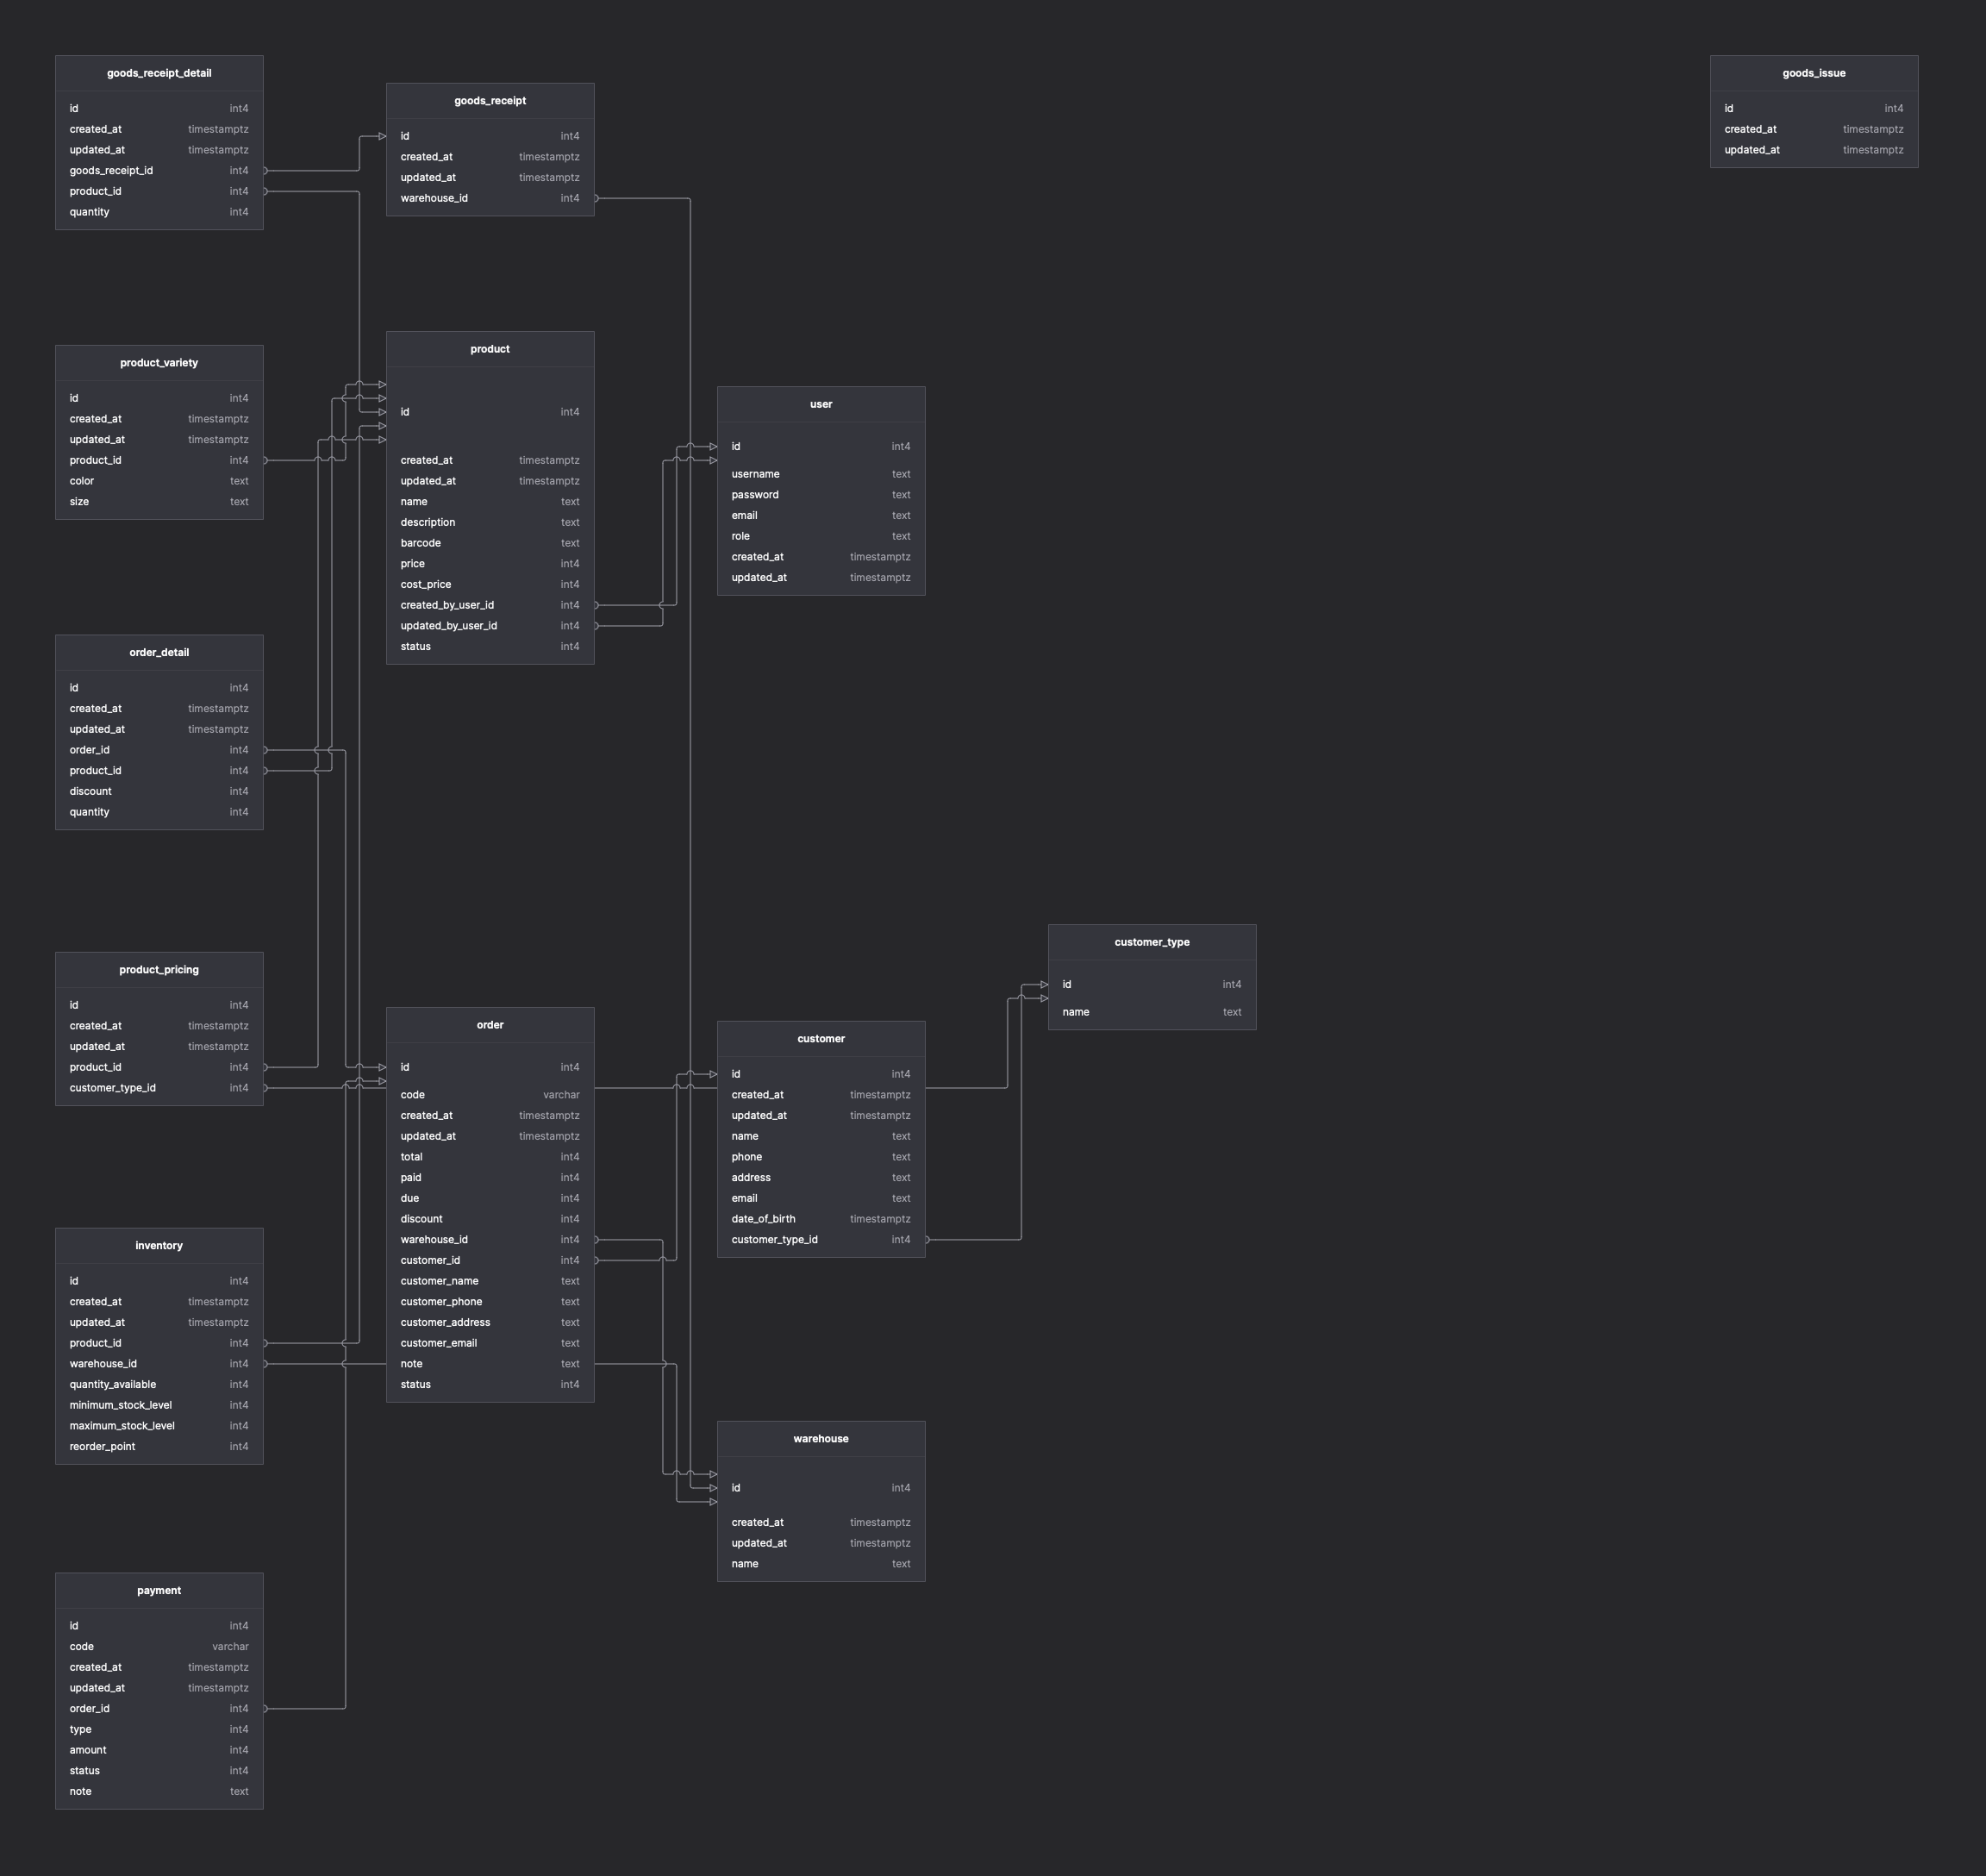 goods_receipt_detail
id int4
created_at timestamptz
updated_at timestamptz
goods_receipt_id int4
product_id int4
quantity int4
goods_receipt
id int4
created_at timestamptz
updated_at timestamptz
warehouse_id int4
goods_issue
id int4
created_at timestamptz
updated_at timestamptz
product_variety
id int4
created_at timestamptz
updated_at timestamptz
product_id int4
color text
size text
product
id int4
created_at timestamptz
updated_at timestamptz
name text
description text
barcode text
price int4
cost_price int4
created_by_user_id int4
updated_by_user_id int4
status int4
user
id int4
username text
password text
email text
role text
created_at timestamptz
updated_at timestamptz
order_detail
id int4
created_at timestamptz
updated_at timestamptz
order_id int4
product_id int4
discount int4
quantity int4
product_pricing
id int4
created_at timestamptz
updated_at timestamptz
product_id int4
customer_type_id int4
order
id int4
code varchar
created_at timestamptz
updated_at timestamptz
total int4
paid int4
due int4
discount int4
warehouse_id int4
customer_id int4
customer_name text
customer_phone text
customer_address text
customer_email text
note text
status int4
customer
id int4
created_at timestamptz
updated_at timestamptz
name text
phone text
address text
email text
date_of_birth timestamptz
customer_type_id int4
customer_type
id int4
name text
inventory
id int4
created_at timestamptz
updated_at timestamptz
product_id int4
warehouse_id int4
quantity_available int4
minimum_stock_level int4
maximum_stock_level int4
reorder_point int4
warehouse
id int4
created_at timestamptz
updated_at timestamptz
name text
payment
id int4
code varchar
created_at timestamptz
updated_at timestamptz
order_id int4
type int4
amount int4
status int4
note text